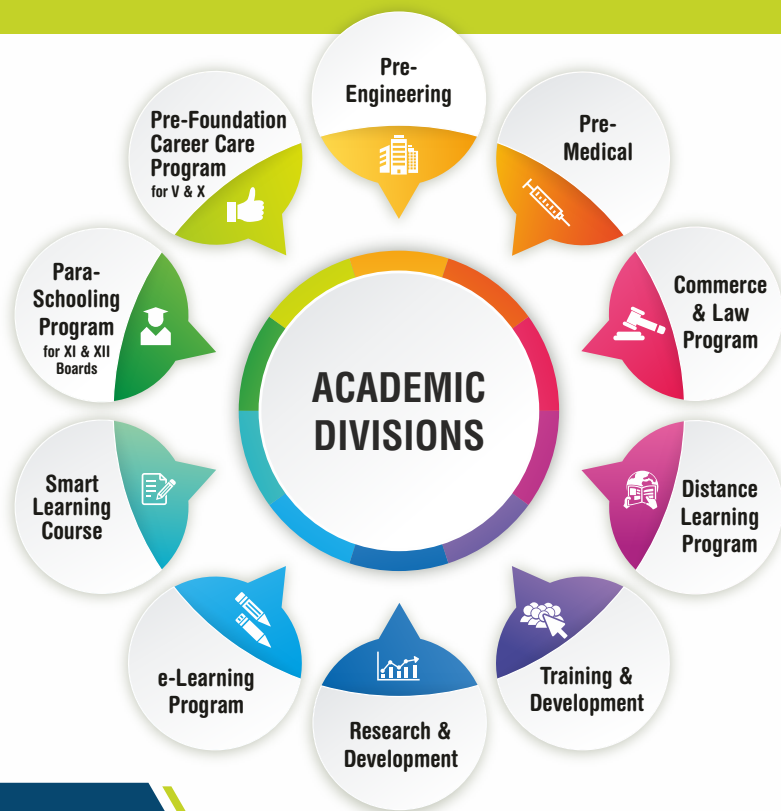 Pre-
Engineering
Pre-
Medical
Commerce
& Law
Program
Distance
Learning
Program
Training &
Development
Research &
Development
e-Learning
Program
Smart
Learning
Course
Para-
Schooling
Program
for XI & XII
Boards
Pre-Foundation
Career Care
Program
for V & X
ACADEMIC
DIVISIONS